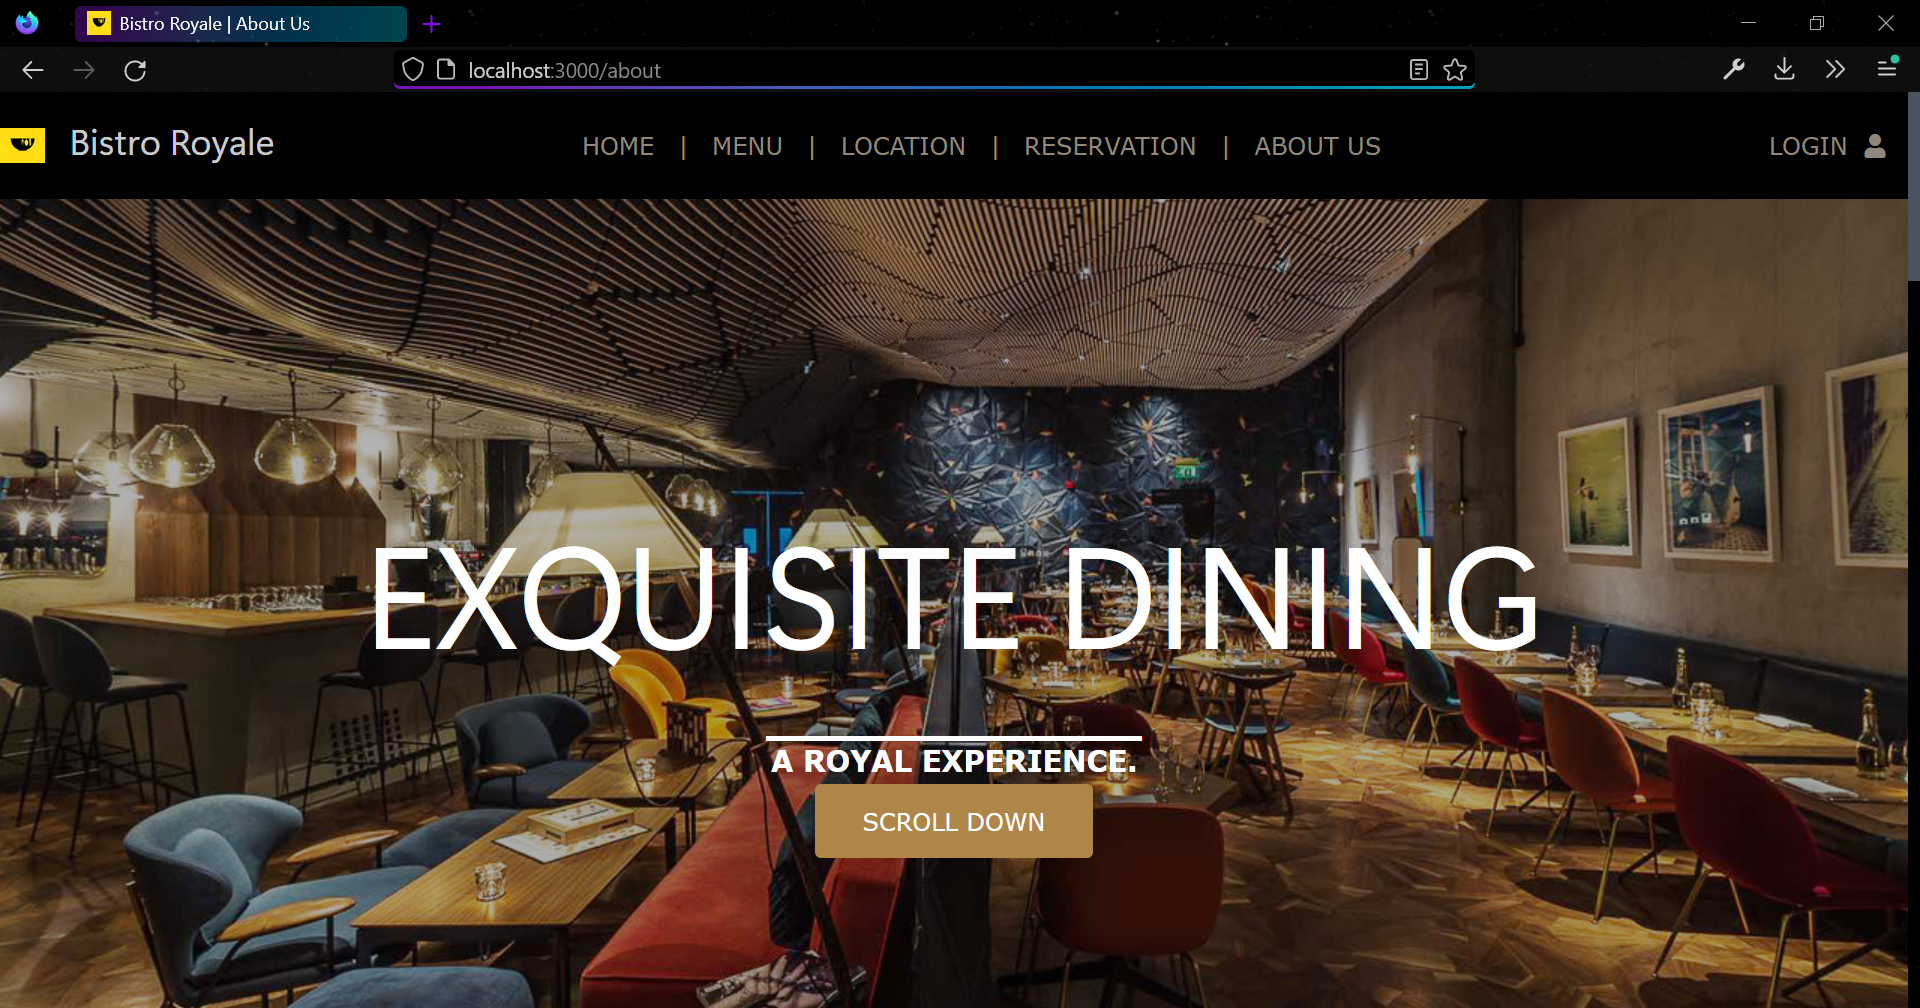 Bistro Royale | About Us
localhost:3000/about
Bistro Royale
HOME | MENU | LOCATION | RESERVATION | ABOUT US
LOGIN
EXQUISITE DINING
A ROYAL EXPERIENCE.
SCROLL DOWN